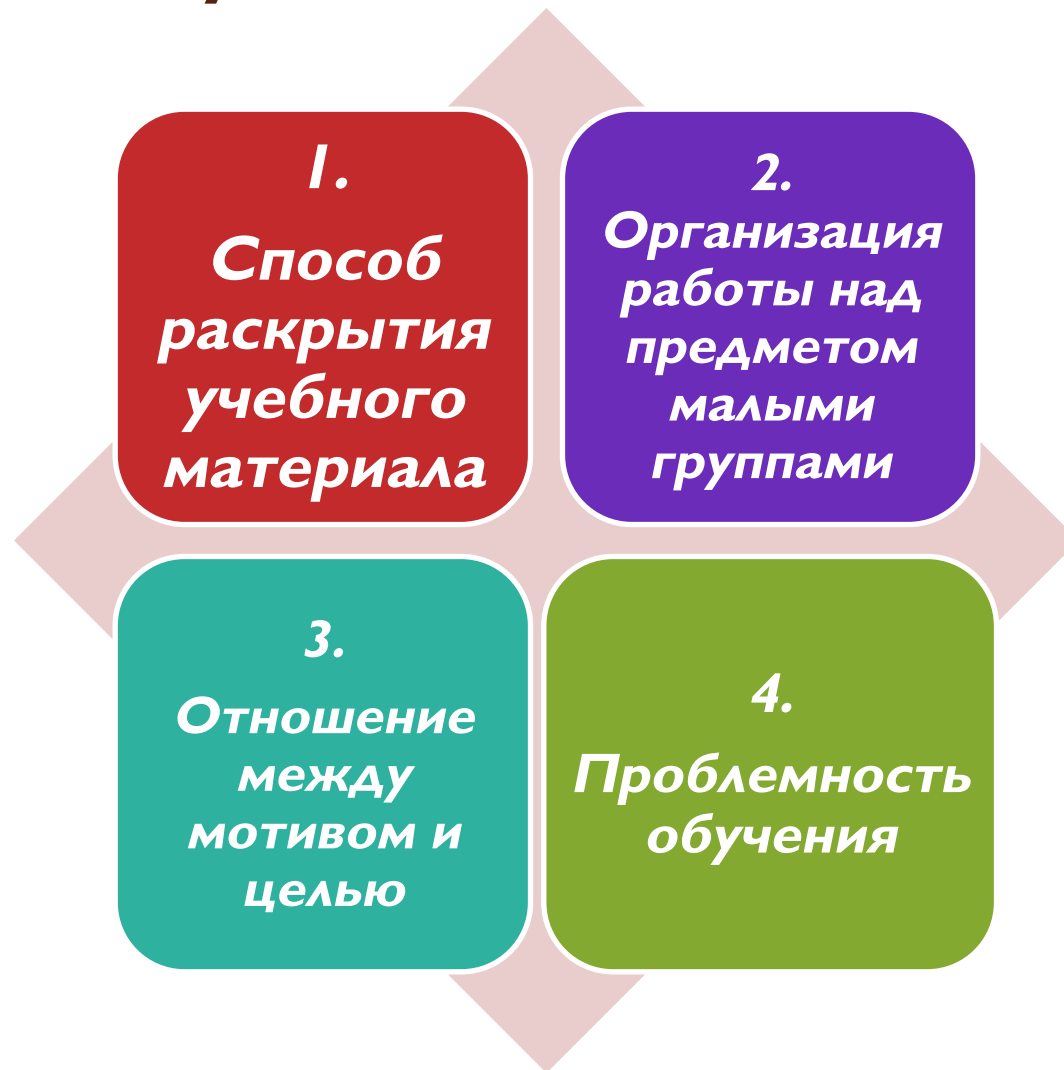 1.
Способ
раскрытия
учебного
материала
2.
Организация
работы над
предметом
малыми
группами
3.
Отношение
между
мотивом и
целью
4.
Проблемность
обучения